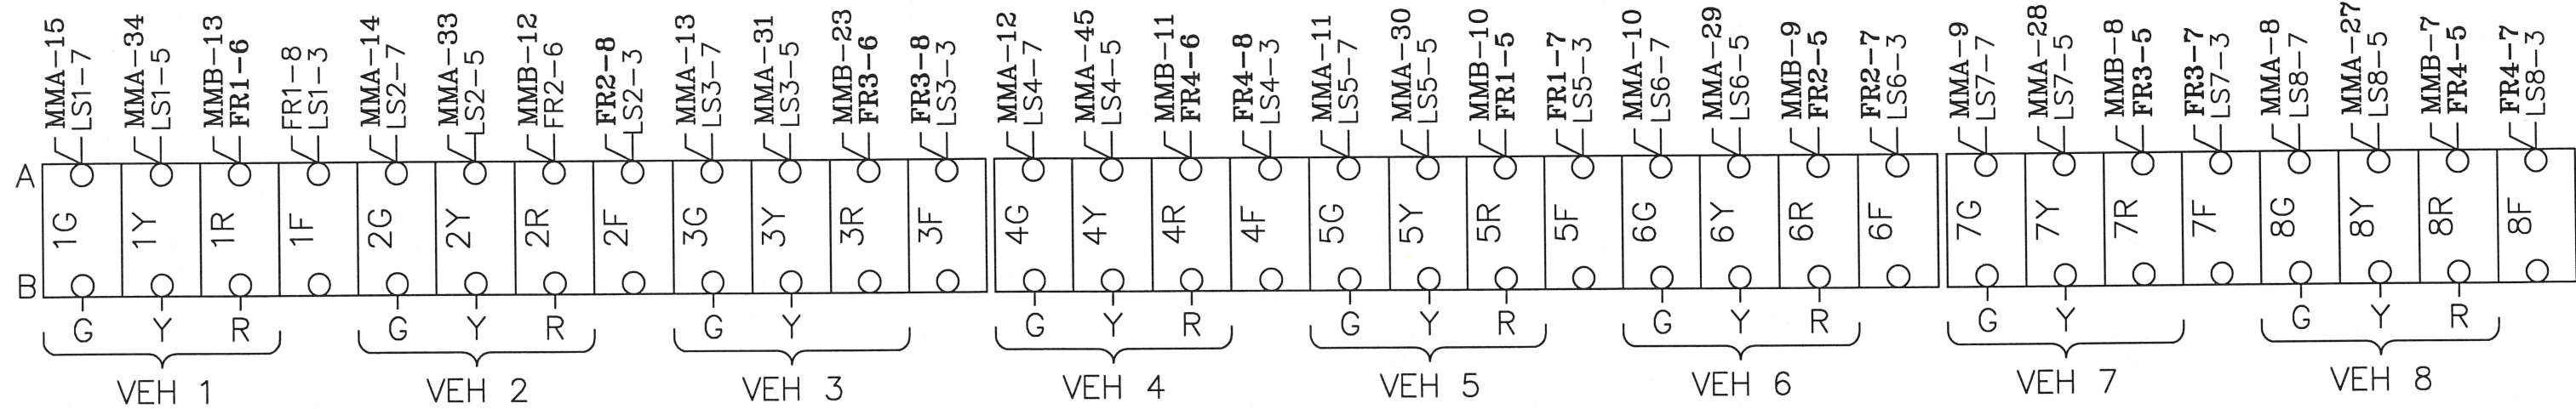 MMA-15
LS1-7
MMA-34
LS1-5
MMB-13
FR1-6
FR1-8
LS1-3
MMA-14
LS2-7
MMA-33
LS2-5
MMB-12
FR2-6
FR2-8
LS2-3
MMA-13
LS3-7
MMA-31
LS3-5
MMB-23
FR3-6
FR3-8
LS3-3
MMA-12
LS4-7
MMA-45
LS4-5
MMB-11
FR4-6
FR4-8
LS4-3
MMA-11
LS5-7
MMA-30
LS5-5
MMB-10
FR1-5
FR1-7
LS5-3
MMA-10
LS6-7
MMA-29
LS6-5
MMB-9
FR2-5
FR2-7
LS6-3
MMA-9
LS7-7
MMA-28
LS7-5
MMB-8
FR3-5
FR3-7
LS7-3
MMA-8
LS8-7
MMA-27
LS8-5
MMB-7
FR4-5
FR4-7
LS8-3
A
1G 1Y 1R 1F 2G 2Y 2R 2F 3G 3Y 3R 3F 4G 4Y 4R 4F 5G 5Y 5R 5F 6G 6Y 6R 6F 7G 7Y 7R 7F 8G 8Y 8R 8F
B
G Y R G Y R G Y G Y R G Y R G Y R G Y G Y R
VEH 1 VEH 2 VEH 3 VEH 4 VEH 5 VEH 6 VEH 7 VEH 8